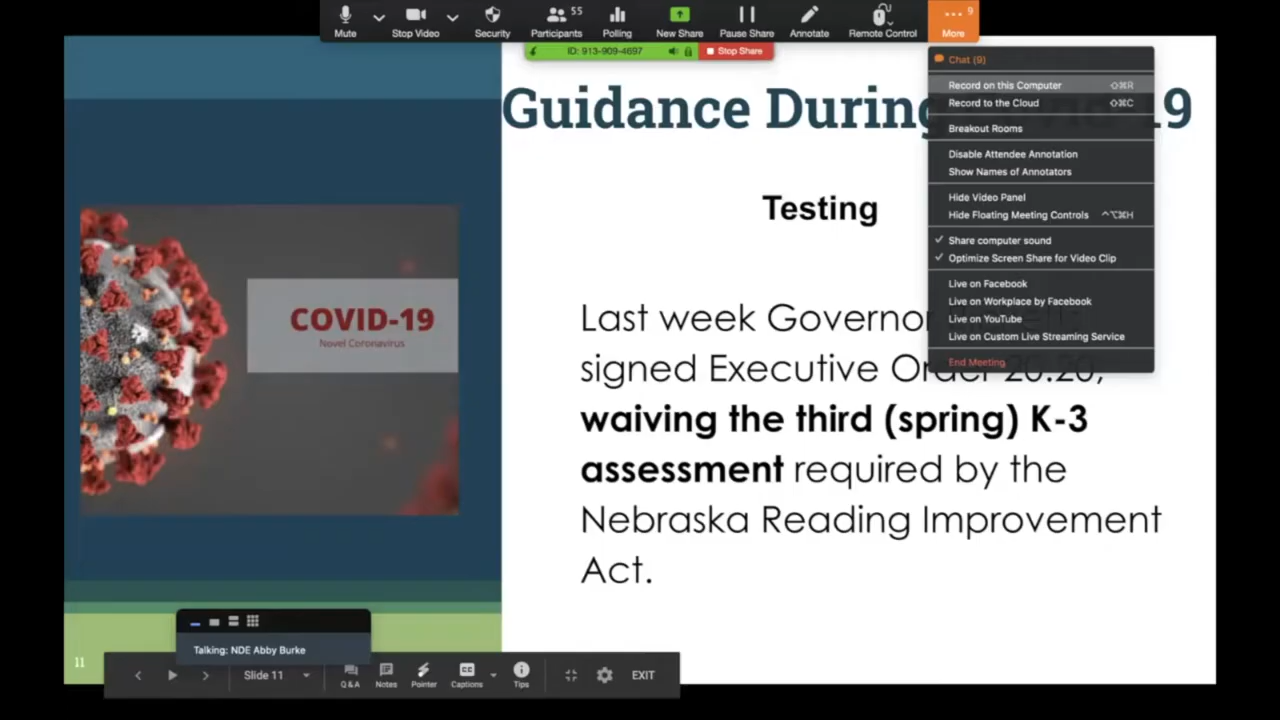 Mute
Stop Video
Security
Participants
55
Polling
New Share
Pause Share
Annotate
Remote Control
More
9
ID: 913-909-4697
Stop Share
Chat (9)
Record on this Computer ⇧⌘R
Record to the Cloud ⇧⌘C
Breakout Rooms
Disable Attendee Annotation
Show Names of Annotators
Hide Video Panel
Hide Floating Meeting Controls ^⌥⌘H
Share computer sound
Optimize Screen Share for Video Clip
Live on Facebook
Live on Workplace by Facebook
Live on YouTube
Live on Custom Live Streaming Service
End Meeting
Guidance During 19
Testing
COVID-19
Novel Coronavirus
Last week Governor
signed Executive Order 20.20,
waiving the third (spring) K-3
assessment required by the
Nebraska Reading Improvement
Act.
11
Talking: NDE Abby Burke
Slide 11
Q&A
Notes
Pointer
CC
Captions
Tips
EXIT